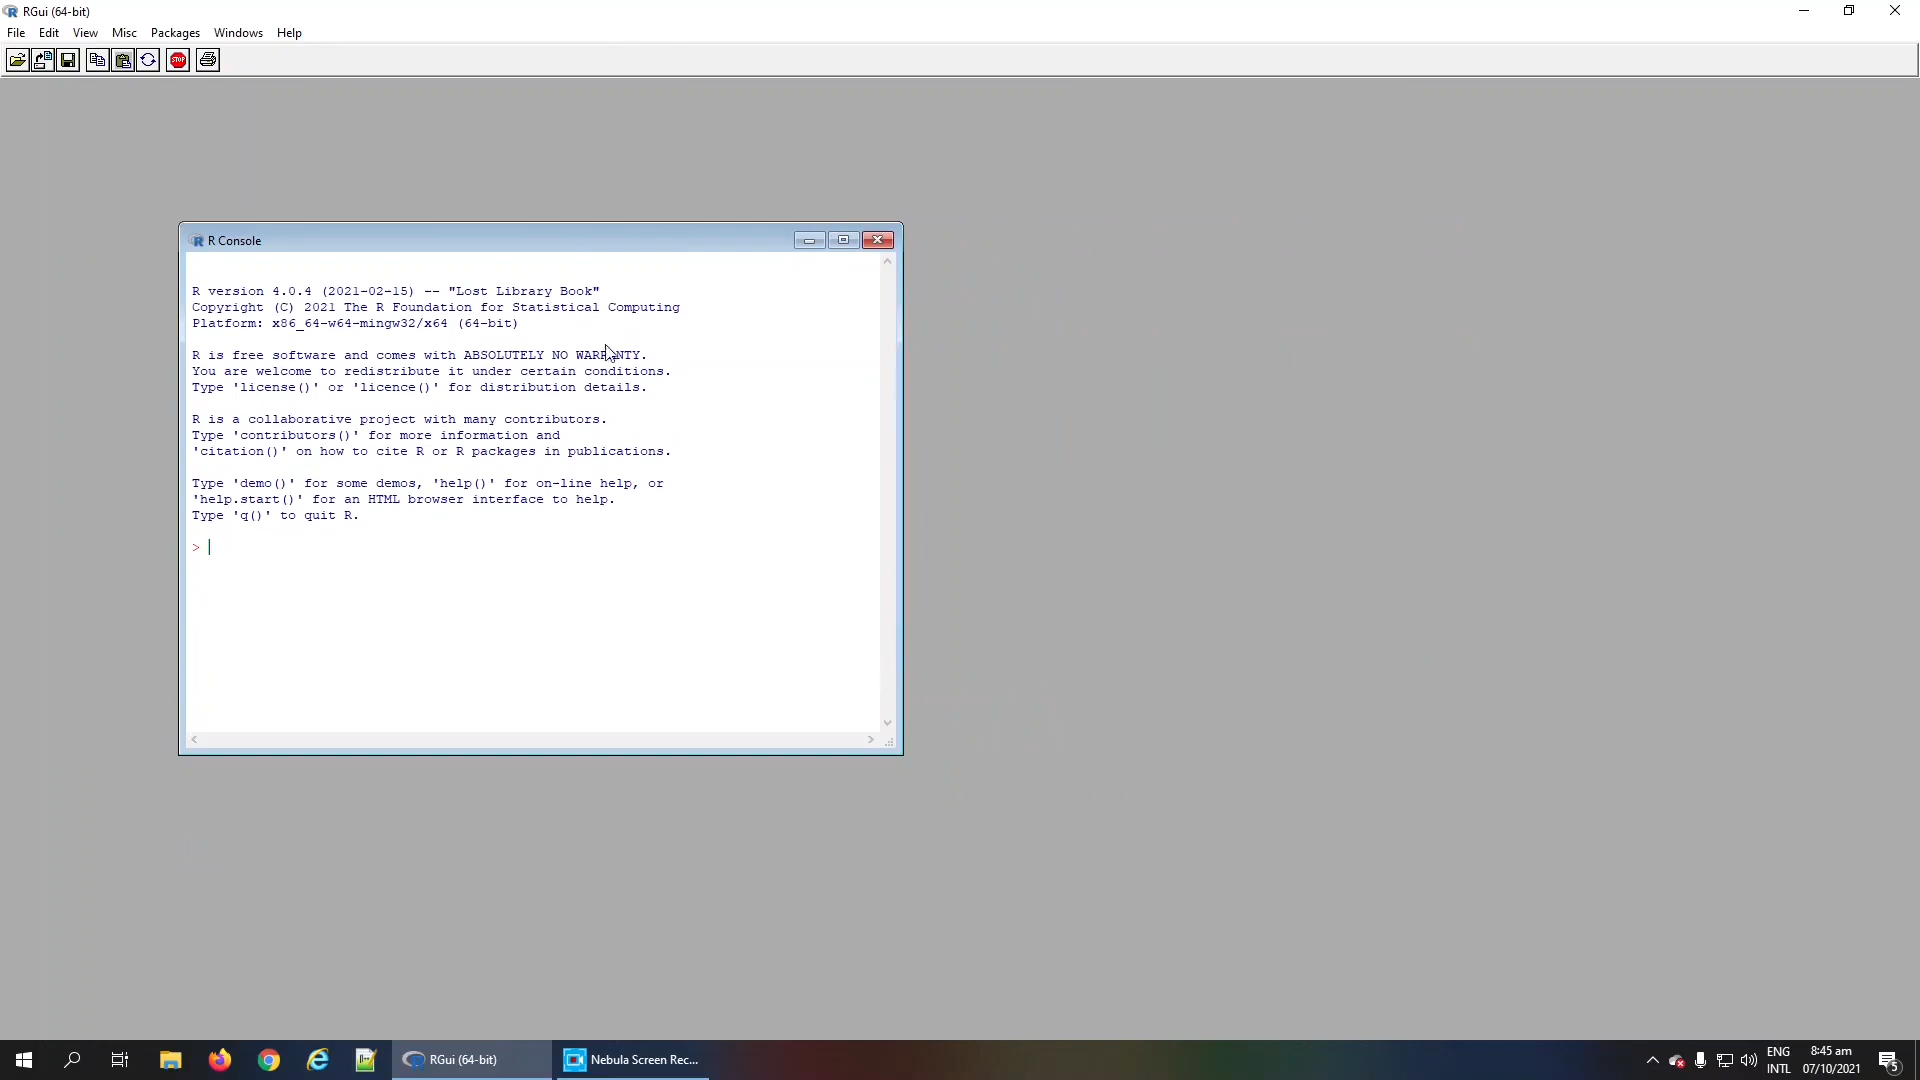 RGui (64-bit)
File Edit View Misc Packages Windows Help
STOP
R Console
R version 4.0.4 (2021-02-15) -- "Lost Library Book"
Copyright (C) 2021 The R Foundation for Statistical Computing
Platform: x86_64-w64-mingw32/x64 (64-bit)
R is free software and comes with ABSOLUTELY NO WARRANTY.
You are welcome to redistribute it under certain conditions.
Type 'license()' or 'licence()' for distribution details.
R is a collaborative project with many contributors.
Type 'contributors()' for more information and
'citation()' on how to cite R or R packages in publications.
Type 'demo()' for some demos, 'help()' for on-line help, or
'help.start()' for an HTML browser interface to help.
Type 'q()' to quit R.
>
RGui (64-bit) Nebula Screen Rec... ENG 8:45 am
INTL 07/10/2021 5